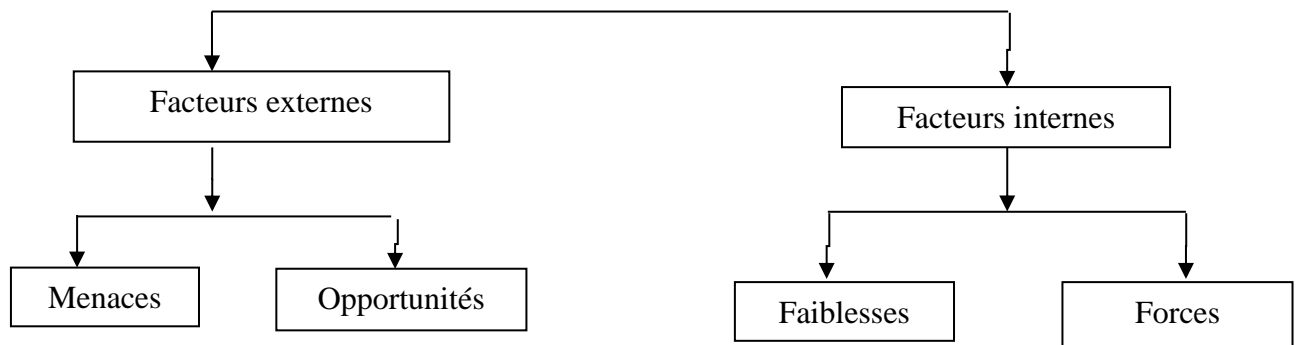 Facteurs externes
Facteurs internes
Menaces
Opportunités
Faiblesses
Forces